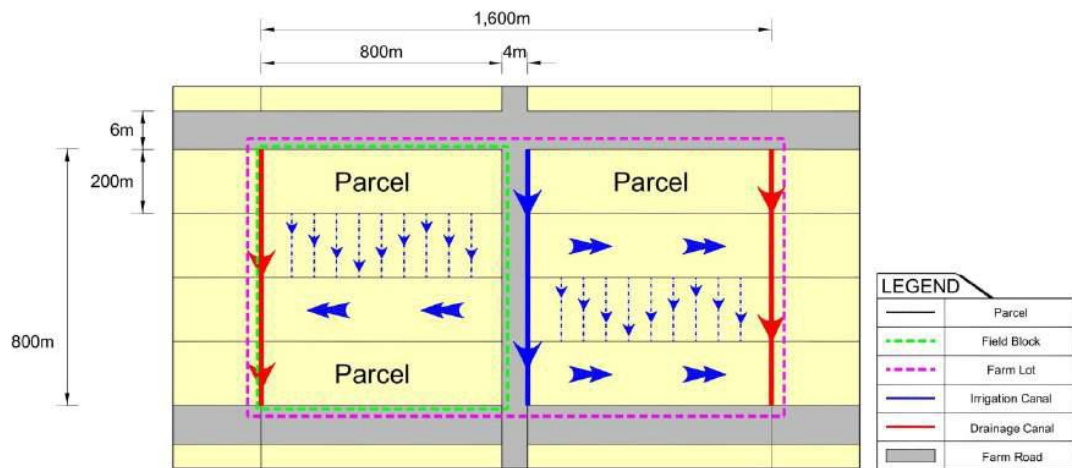 1,600m
800m
4m
6m
200m
800m
Parcel
Parcel
Parcel
LEGEND
Parcel
Field Block
Farm Lot
Irrigation Canal
Drainage Canal
Farm Road